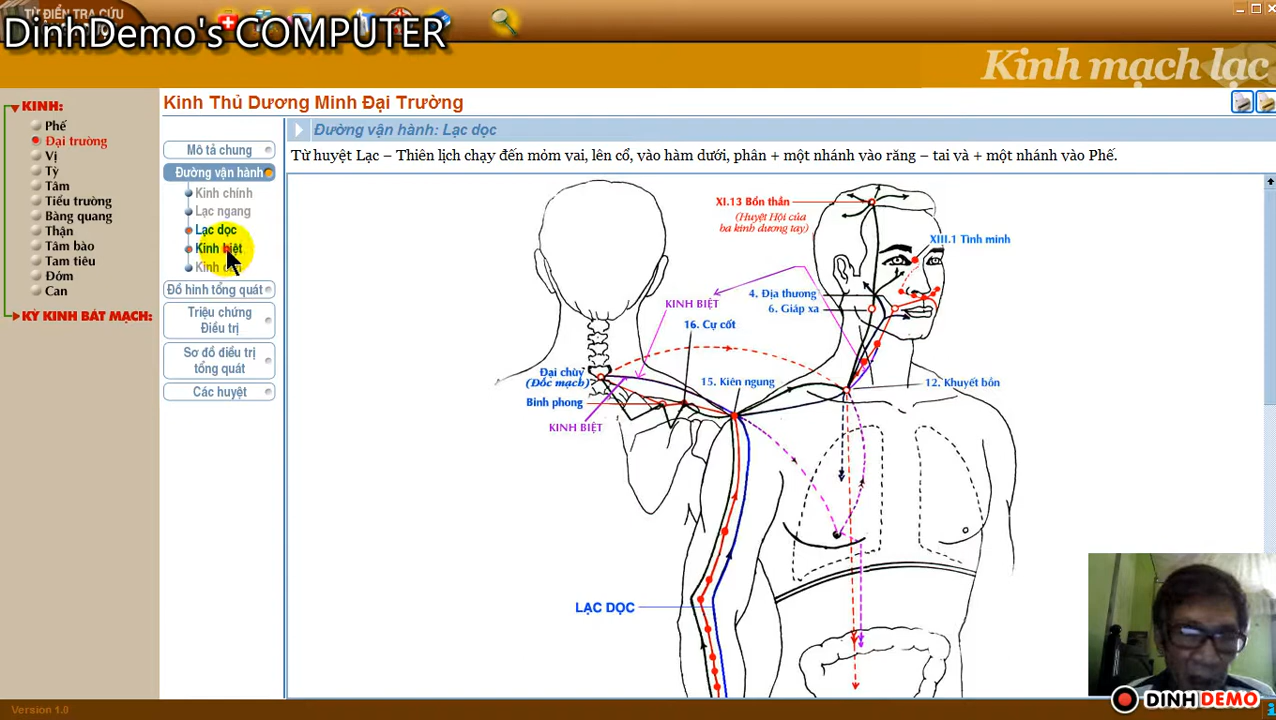 TỪ ĐIỂN TRA CỨU
DinhDemo's COMPUTER
Kinh mạch lạc
KINH:
Phế
Đại trường
Vị
Tỳ
Tâm
Tiểu trường
Bàng quang
Thận
Tâm bào
Tam tiêu
Đởm
Can
KỲ KINH BÁT MẠCH:
Kinh Thủ Dương Minh Đại Trường
Mô tả chung
Đường vận hành
Kinh chính
Lạc ngang
Lạc dọc
Kinh biệt
Kinh
Đồ hình tổng quát
Triệu chứng
Điều trị
Sơ đồ điều trị
tổng quát
Các huyệt
Đường vận hành: Lạc dọc
Từ huyệt Lạc – Thiên lịch chạy đến mỏm vai, lên cổ, vào hàm dưới, phân + một nhánh vào răng – tai và + một nhánh vào Phế.
XI.13 Bổn thần
(Huyệt Hội của
ba kinh dương tay)
XIII.1 Tình minh
4. Địa thương
6. Giáp xa
KINH BIỆT
16. Cự cốt
Đại chùy
(Đốc mạch)
15. Kiên ngung
12. Khuyết bồn
Bỉnh phong
KINH BIỆT
LẠC DỌC
DINHDEMO
Version 1.0